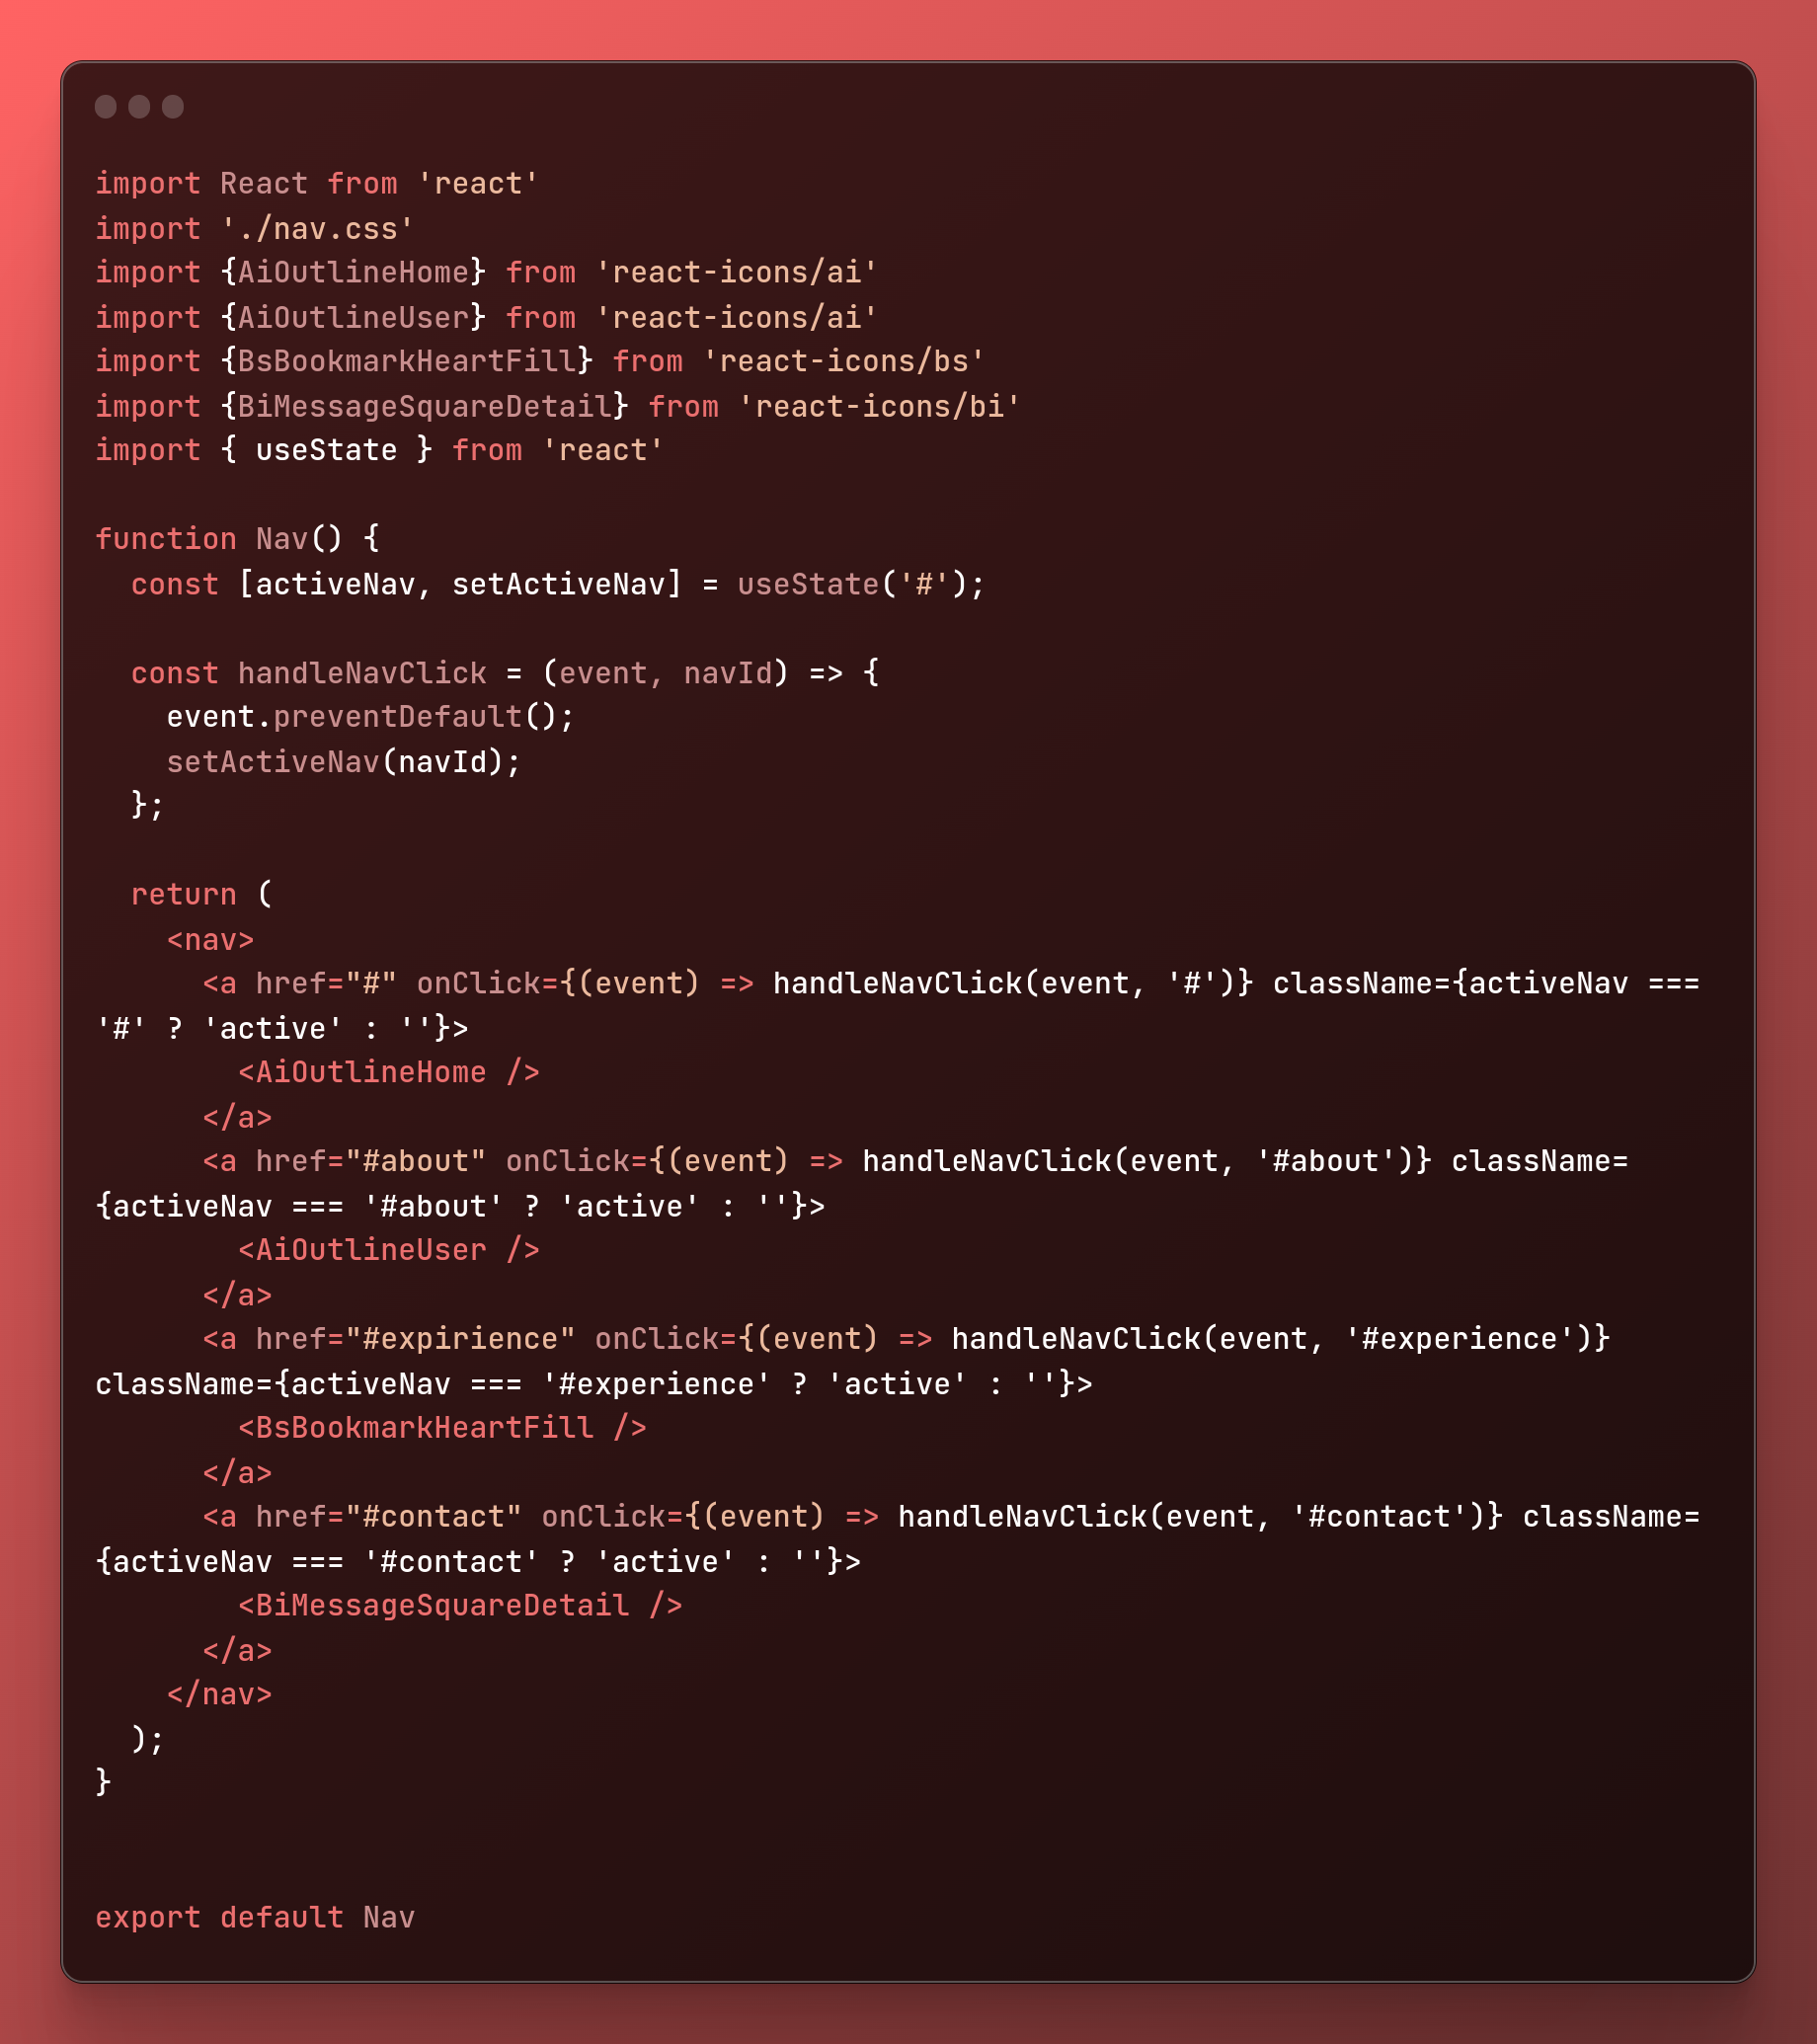 import React from 'react'
import './nav.css'
import {AiOutlineHome} from 'react-icons/ai'
import {AiOutlineUser} from 'react-icons/ai'
import {BsBookmarkHeartFill} from 'react-icons/bs'
import {BiMessageSquareDetail} from 'react-icons/bi'
import { useState } from 'react'

function Nav() {
  const [activeNav, setActiveNav] = useState('#');

  const handleNavClick = (event, navId) => {
    event.preventDefault();
    setActiveNav(navId);
  };

  return (
    <nav>
      <a href="#" onClick={(event) => handleNavClick(event, '#')} className={activeNav ===
'#' ? 'active' : ''}>
        <AiOutlineHome />
      </a>
      <a href="#about" onClick={(event) => handleNavClick(event, '#about')} className=
{activeNav === '#about' ? 'active' : ''}>
        <AiOutlineUser />
      </a>
      <a href="#expirience" onClick={(event) => handleNavClick(event, '#experience')}
className={activeNav === '#experience' ? 'active' : ''}>
        <BsBookmarkHeartFill />
      </a>
      <a href="#contact" onClick={(event) => handleNavClick(event, '#contact')} className=
{activeNav === '#contact' ? 'active' : ''}>
        <BiMessageSquareDetail />
      </a>
    </nav>
  );
}

export default Nav